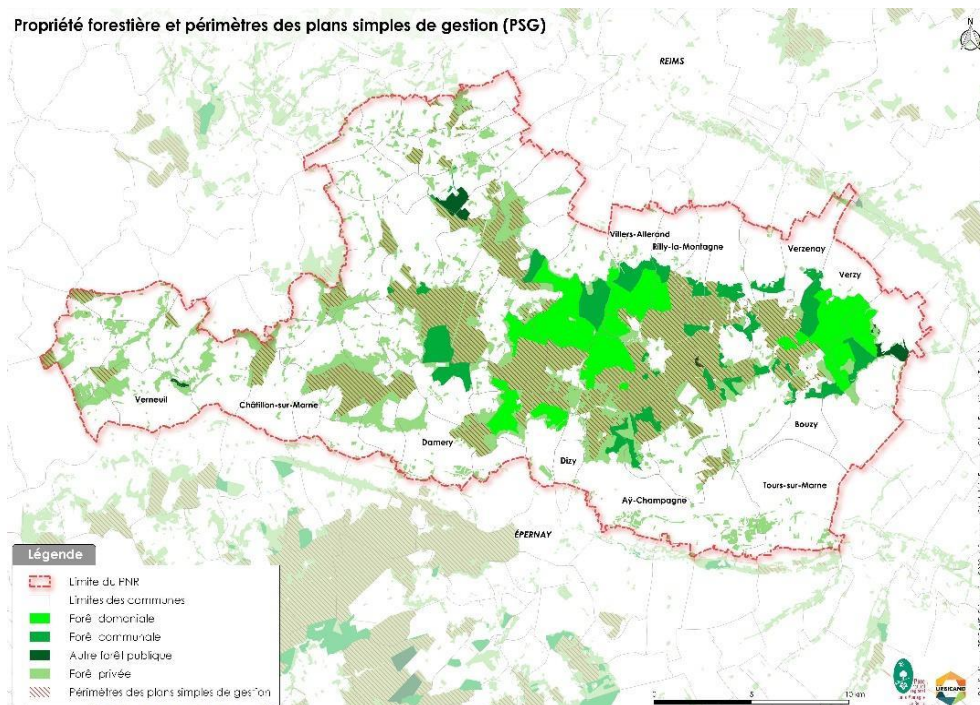 Propriété forestière et périmètres des plans simples de gestion (PSG)
N
REIMS
Villers-Allerand
Rilly-la-Montagne
Verzenay
Verzy
Verneuil
Châtillon-sur-Marne
Damery
Bouzy
Dizy
Tours-sur-Marne
Aÿ-Champagne
ÉPERNAY
Légende
Limite du PNR
Limites des communes
Forêt domaniale
Forêt communale
Autre forêt publique
Forêt privée
Périmètres des plans simples de gestion
0 5 10 km
Parc